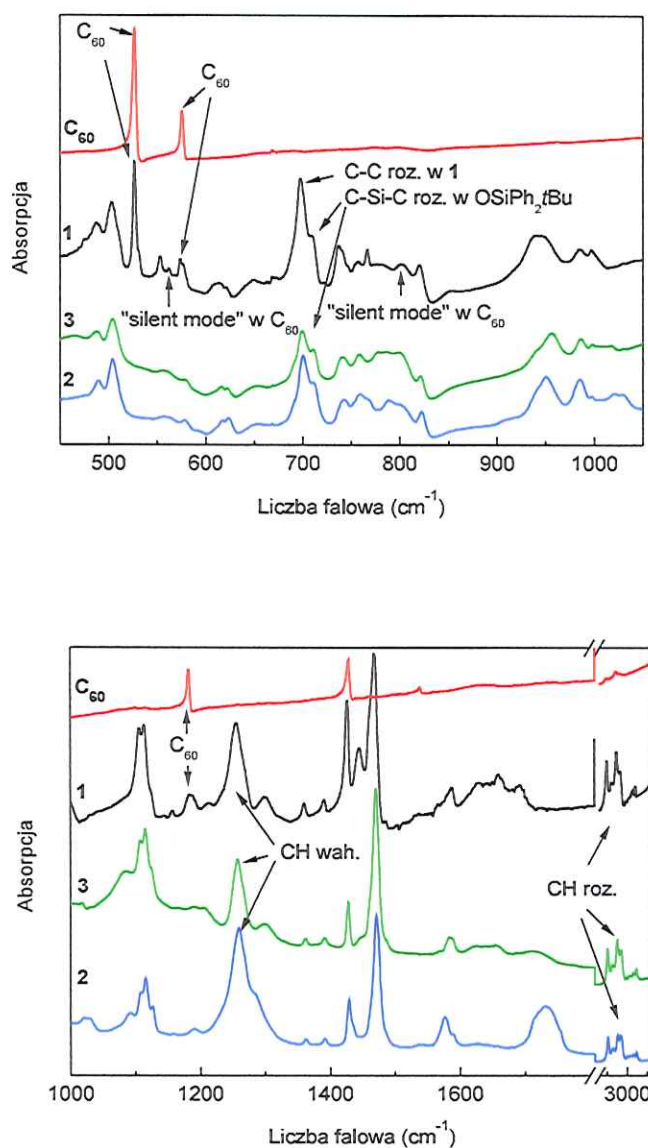 C60
C60
C60
C-C roz. w 1
C-Si-C roz. w OSiPh2tBu
1
"silent mode" w C60
"silent mode" w C60
3
2
Absorpcja
500 600 700 800 900 1000
Liczba falowa (cm-1)
C60
C60
1
CH wah.
3
CH roz.
2
Absorpcja
1000 1200 1400 1600 3000
Liczba falowa (cm-1)